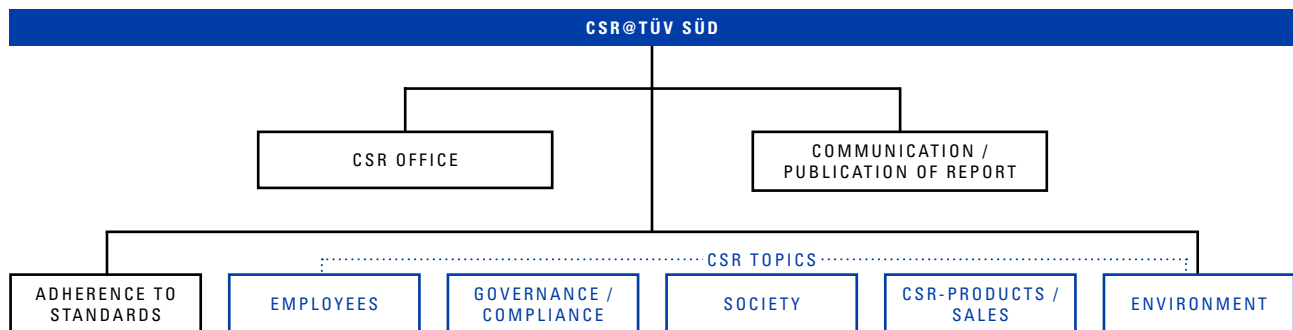 CSR@TÜV SÜD
CSR OFFICE
COMMUNICATION /
PUBLICATION OF REPORT
CSR TOPICS
ADHERENCE TO
STANDARDS
EMPLOYEES
GOVERNANCE /
COMPLIANCE
SOCIETY
CSR-PRODUCTS /
SALES
ENVIRONMENT